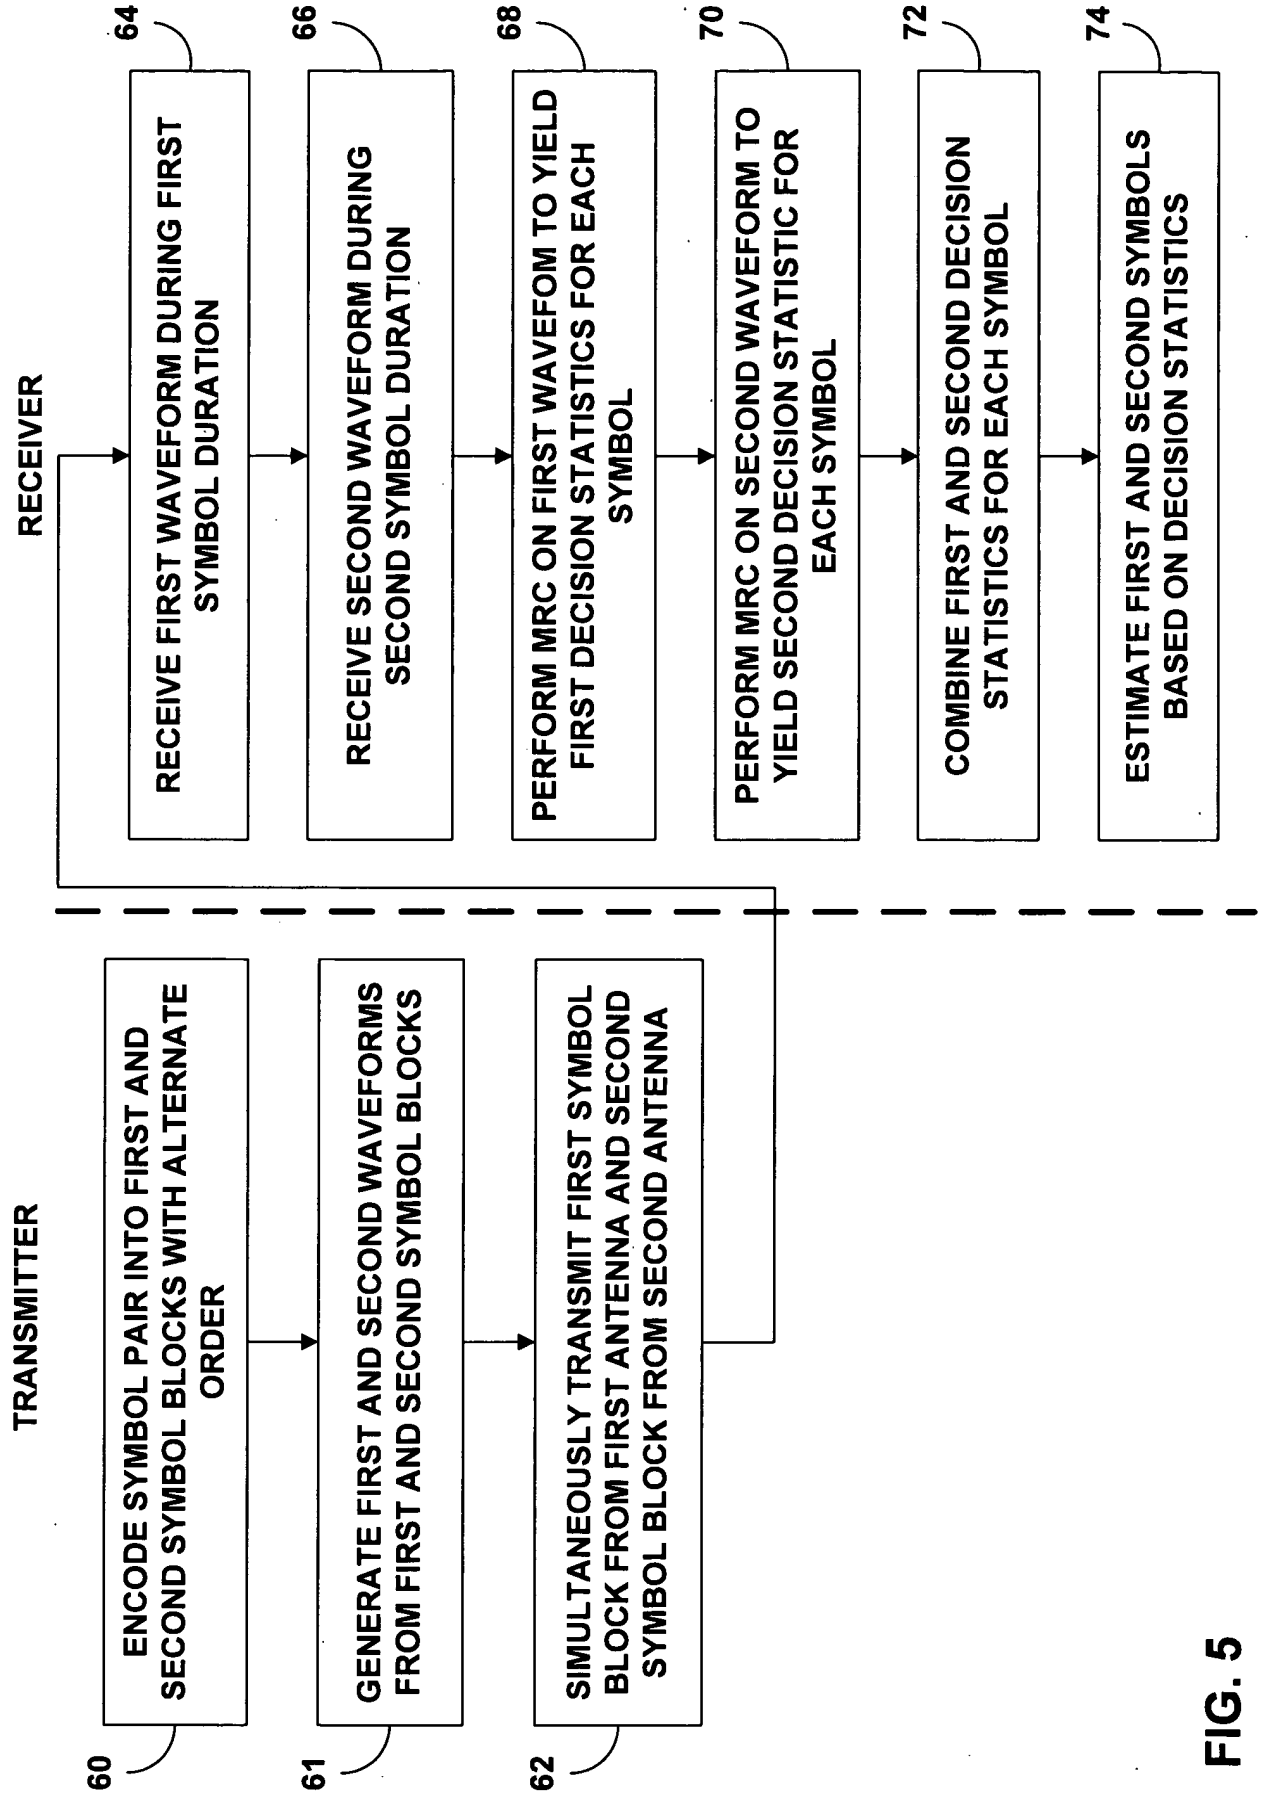 TRANSMITTER
60
ENCODE SYMBOL PAIR INTO FIRST AND
SECOND SYMBOL BLOCKS WITH ALTERNATE
ORDER
61
GENERATE FIRST AND SECOND WAVEFORMS
FROM FIRST AND SECOND SYMBOL BLOCKS
62
SIMULTANEOUSLY TRANSMIT FIRST SYMBOL
BLOCK FROM FIRST ANTENNA AND SECOND
SYMBOL BLOCK FROM SECOND ANTENNA
RECEIVER
64
RECEIVE FIRST WAVEFORM DURING FIRST
SYMBOL DURATION
66
RECEIVE SECOND WAVEFORM DURING
SECOND SYMBOL DURATION
68
PERFORM MRC ON FIRST WAVEFOM TO YIELD
FIRST DECISION STATISTICS FOR EACH
SYMBOL
70
PERFORM MRC ON SECOND WAVEFORM TO
YIELD SECOND DECISION STATISTIC FOR
EACH SYMBOL
72
COMBINE FIRST AND SECOND DECISION
STATISTICS FOR EACH SYMBOL
74
ESTIMATE FIRST AND SECOND SYMBOLS
BASED ON DECISION STATISTICS
FIG. 5